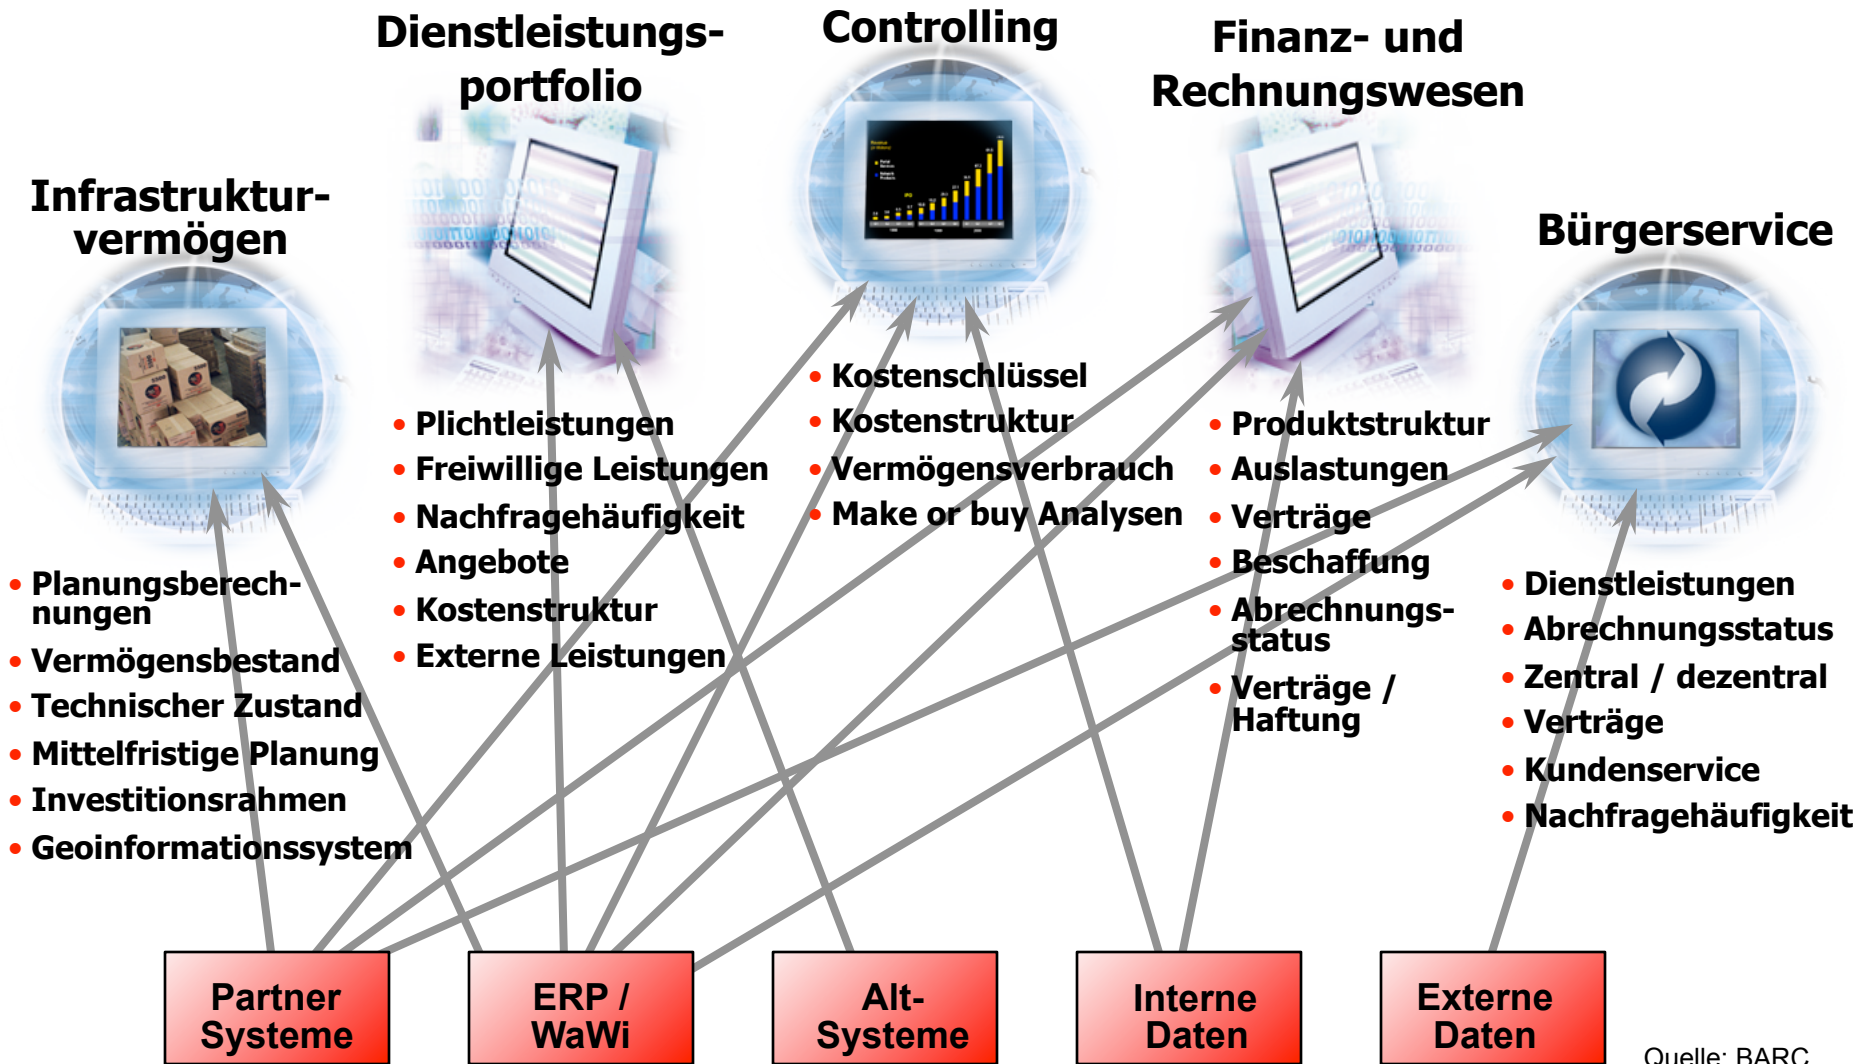 Dienstleistungs-
portfolio
Controlling
Finanz- und
Rechnungswesen
Infrastruktur-
vermögen
Bürgerservice
• Planungsberech-
nungen
• Vermögensbestand
• Technischer Zustand
• Mittelfristige Planung
• Investitionsrahmen
• Geoinformationssystem
• Plichtleistungen
• Freiwillige Leistungen
• Nachfragehäufigkeit
• Angebote
• Kostenstruktur
• Externe Leistungen
• Kostenschlüssel
• Kostenstruktur
• Vermögensverbrauch
• Make or buy Analysen
• Produktstruktur
• Auslastungen
• Verträge
• Beschaffung
• Abrechnungs-
status
• Verträge /
Haftung
• Dienstleistungen
• Abrechnungsstatus
• Zentral / dezentral
• Verträge
• Kundenservice
• Nachfragehäufigkeit
Partner
Systeme
ERP /
WaWi
Alt-
Systeme
Interne
Daten
Externe
Daten
Quelle: BARC